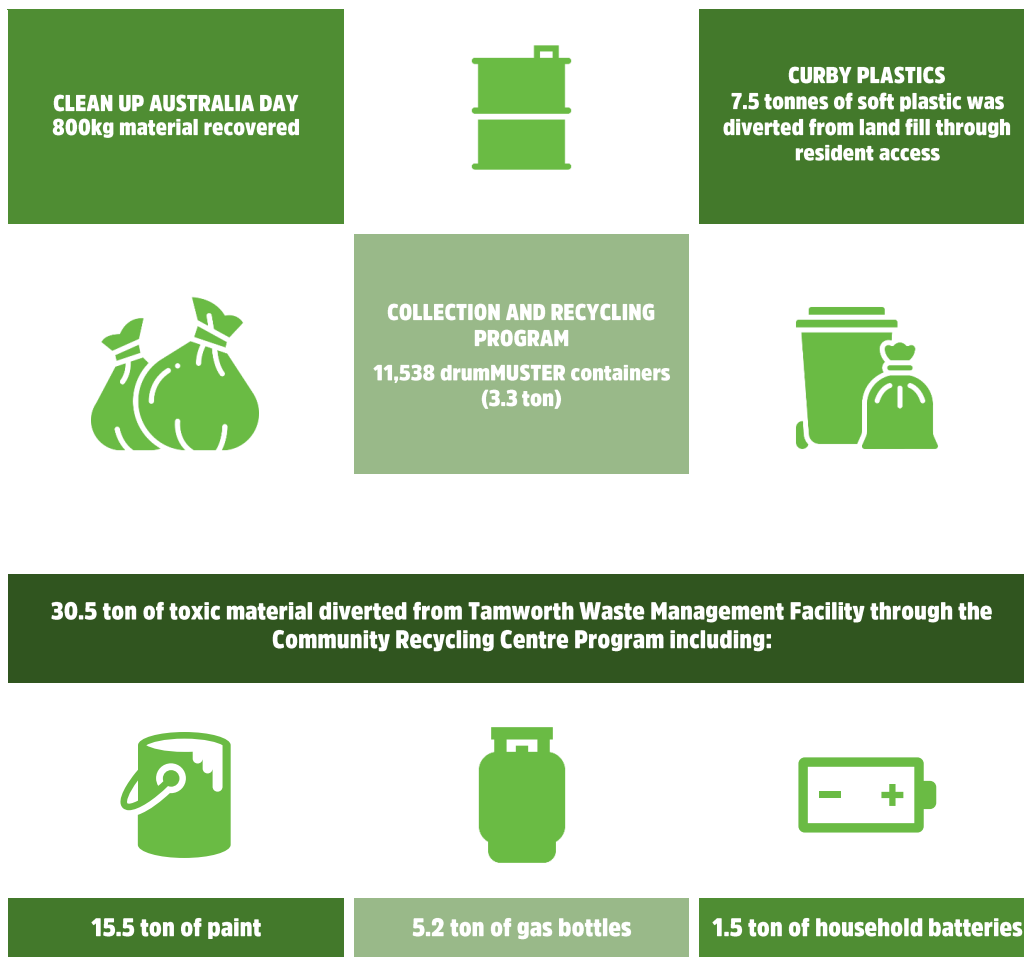 CLEAN UP AUSTRALIA DAY
800kg material recovered
CURBY PLASTICS
7.5 tonnes of soft plastic was
diverted from land fill through
resident access
COLLECTION AND RECYCLING
PROGRAM
11,538 drumMUSTER containers
(3.3 ton)
30.5 ton of toxic material diverted from Tamworth Waste Management Facility through the
Community Recycling Centre Program including:
15.5 ton of paint
5.2 ton of gas bottles
1.5 ton of household batteries